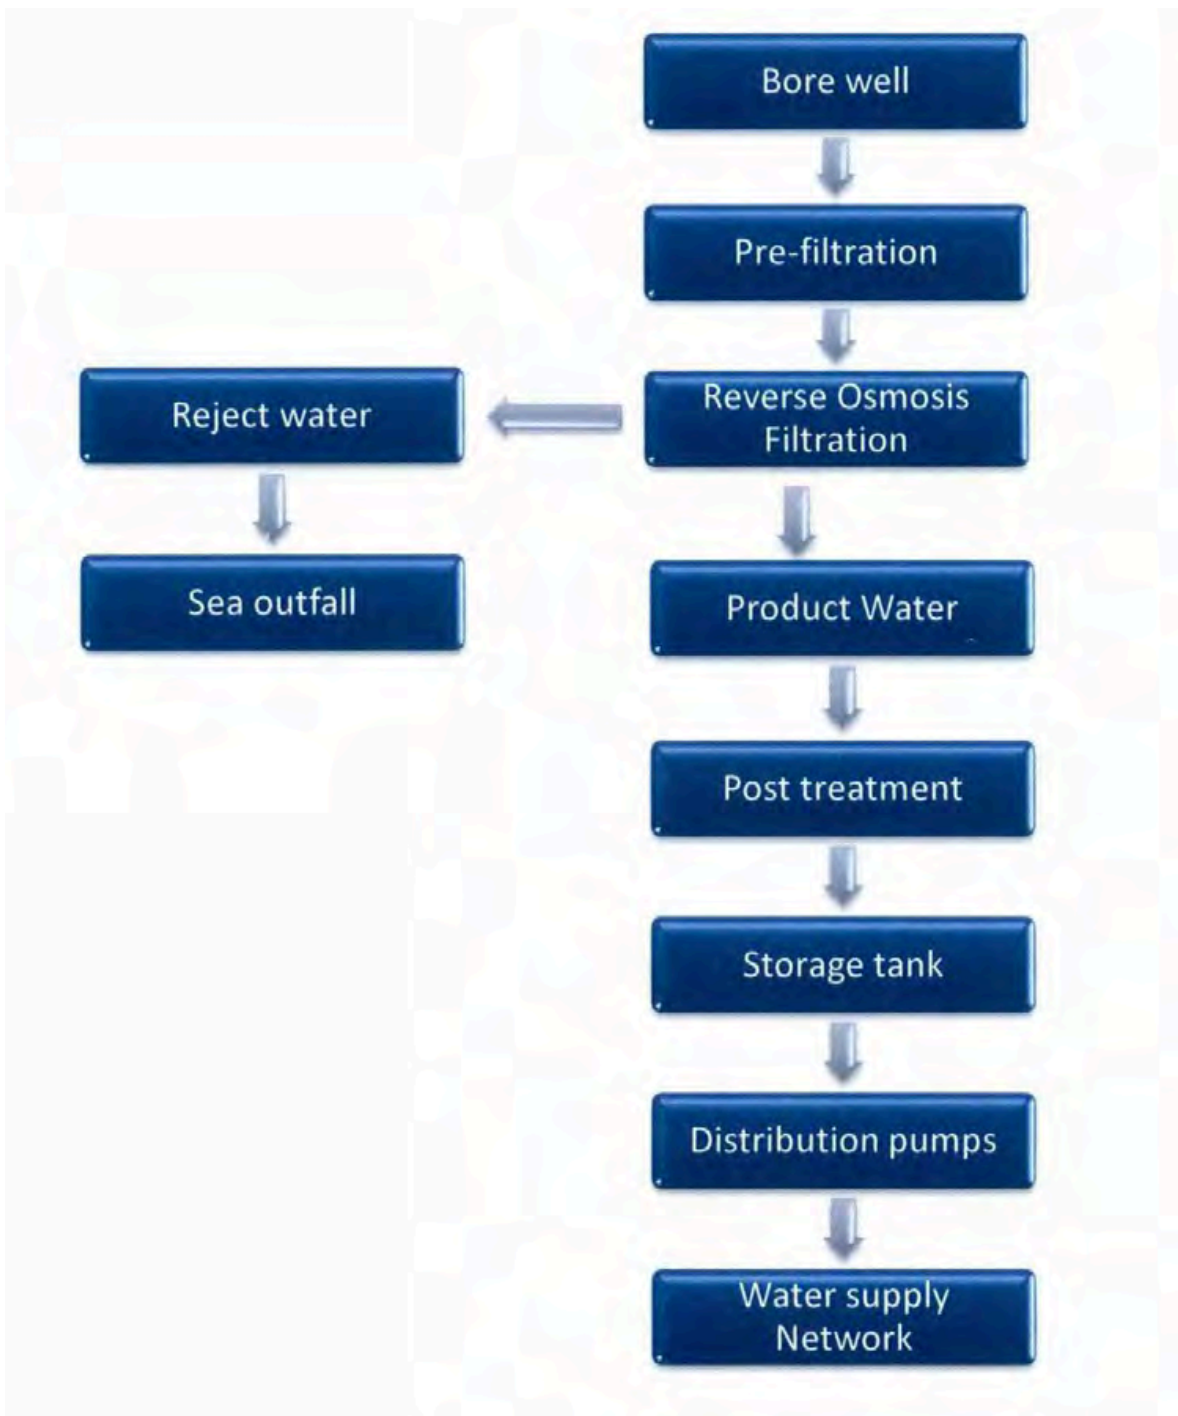 Bore well
Pre-filtration
Reject water
Reverse Osmosis
Filtration
Sea outfall
Product Water
Post treatment
Storage tank
Distribution pumps
Water supply
Network